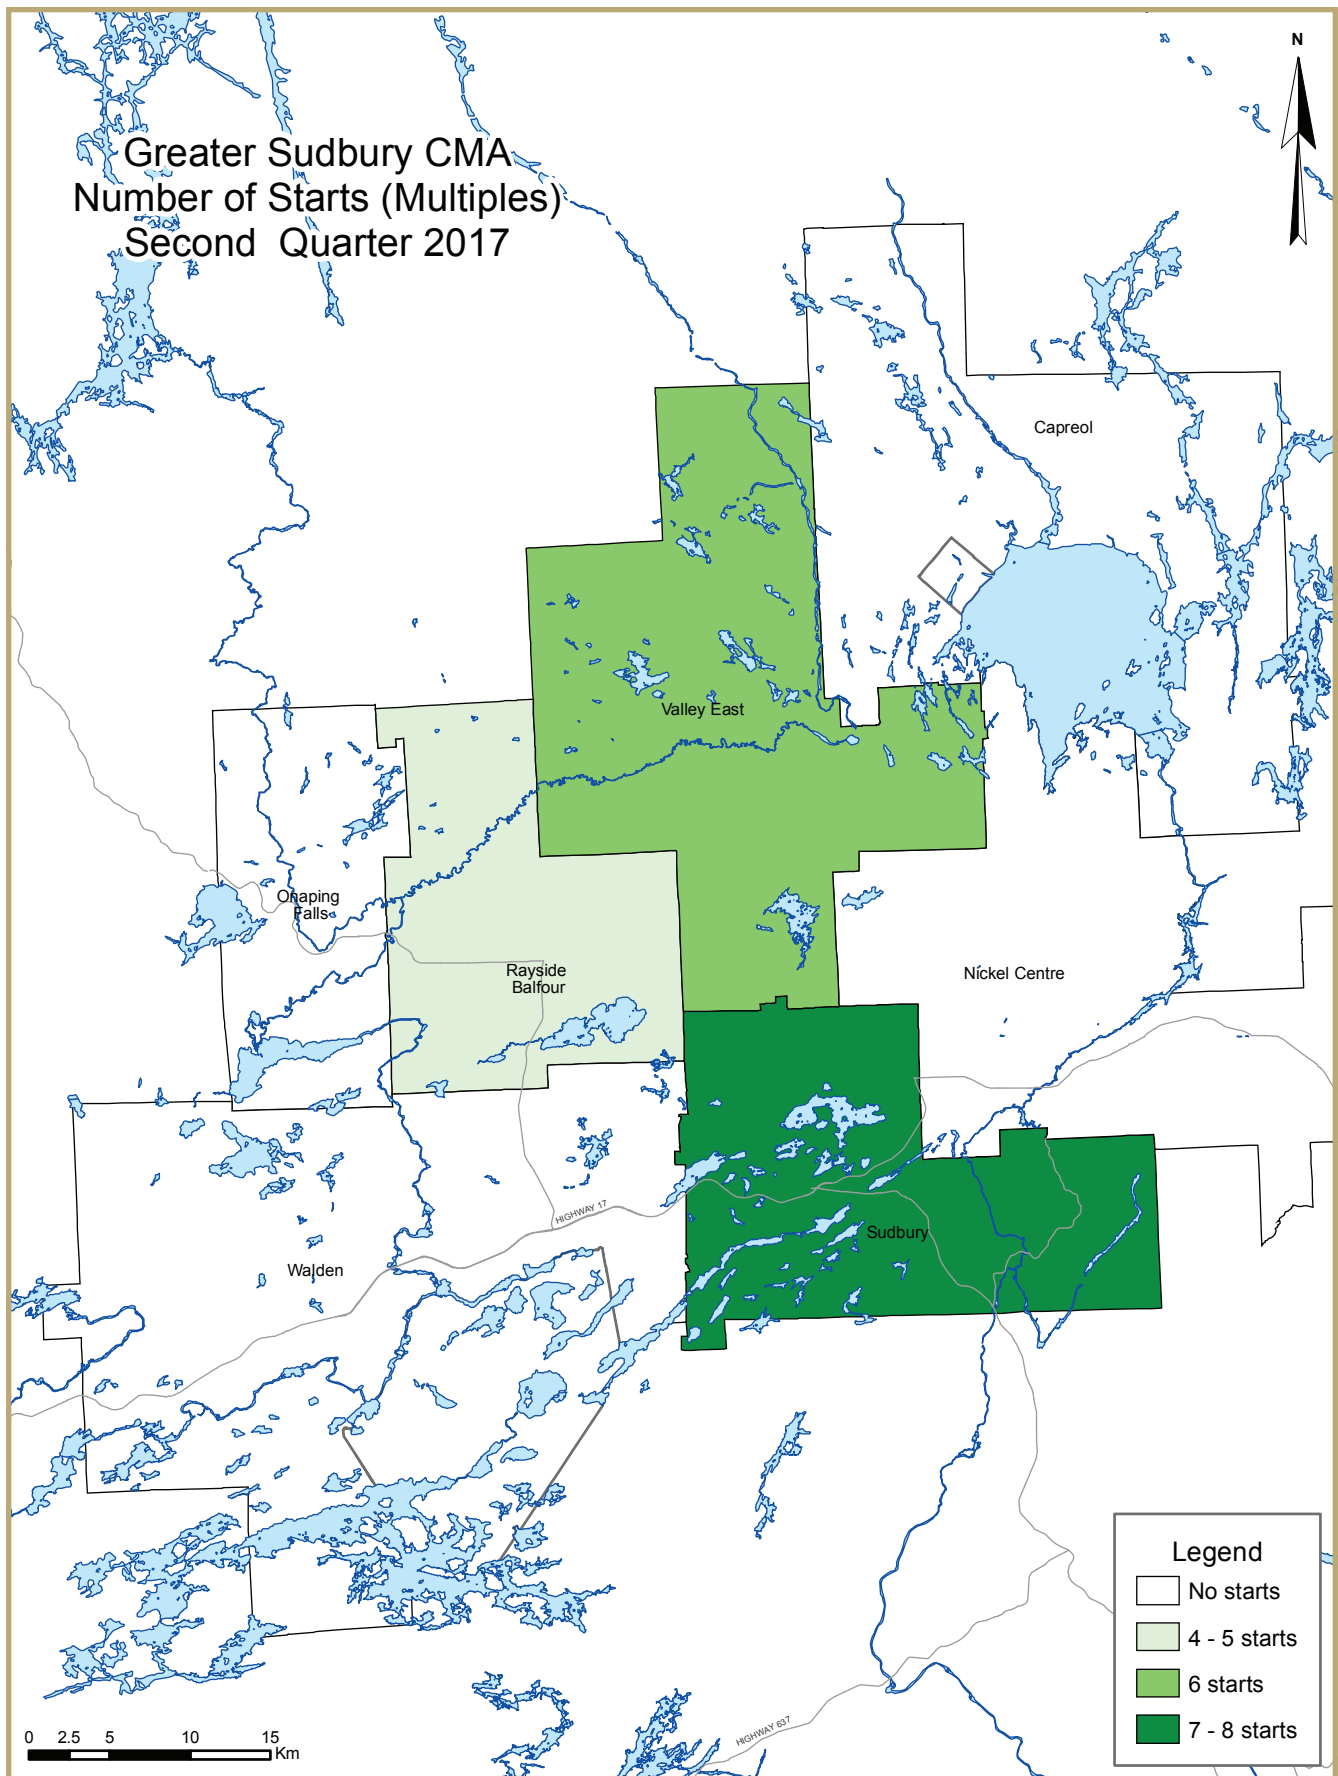 N
Greater Sudbury CMA
Number of Starts (Multiples)
Second Quarter 2017
Capreol
Valley East
Onaping
Falls
Rayside
Balfour
Nickel Centre
HIGHWAY 17
Sudbury
Walden
Legend
No starts
4 - 5 starts
6 starts
7 - 8 starts
HIGHWAY 637
0 2.5 5 10 15
Km